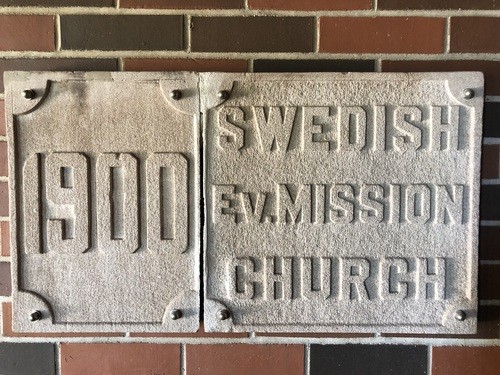 1900
SWEDISH
Ev. MISSION
CHURCH